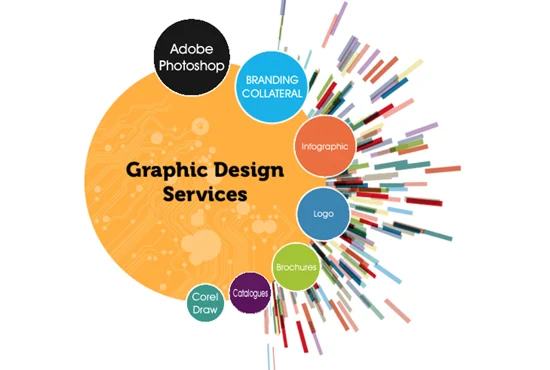 Adobe
Photoshop
BRANDING
COLLATERAL
Infographic
Graphic Design
Services
Logo
Brochures
Catalogues
Corel
Draw